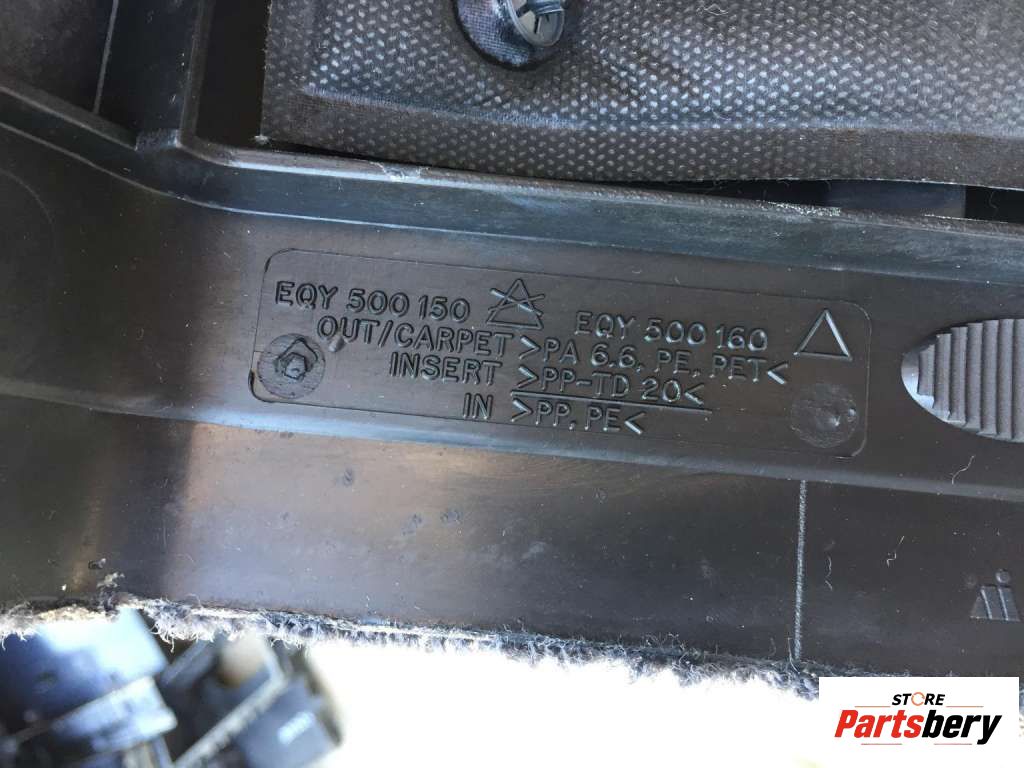 EQY 500 150 EQY 500 160
OUT/CARPET >PA 6.6. PE. PET<
INSERT >PP-TD 20<
IN >PP. PE<
STORE
Partsbery